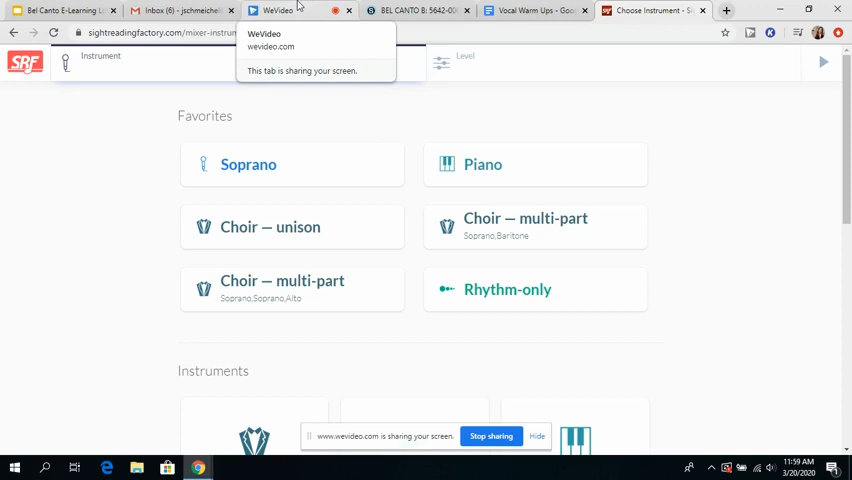 Bel Canto E-Learning La
Inbox (6) - jschmeichel
WeVideo
BEL CANTO B: 5642-00
Vocal Warm Ups - Goo
Choose Instrument - Si
sightreadingfactory.com/mixer-instrum
WeVideo
wevideo.com
This tab is sharing your screen.
SRF
Instrument
Level
Favorites
Soprano
Piano
Choir — unison
Choir — multi-part
Soprano,Baritone
Choir — multi-part
Soprano,Soprano,Alto
Rhythm-only
Instruments
www.wevideo.com is sharing your screen.
Stop sharing
Hide
11:59 AM
3/20/2020